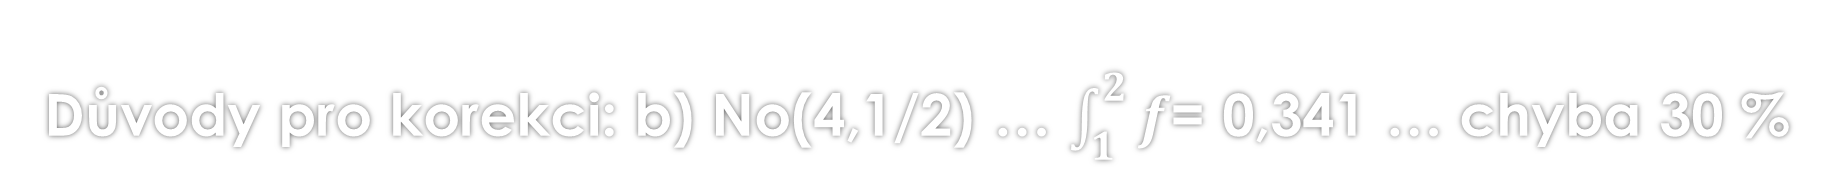 Důvody pro korekci: b) No(4,1/2) … ∫₁² f= 0,341 … chyba 30 %